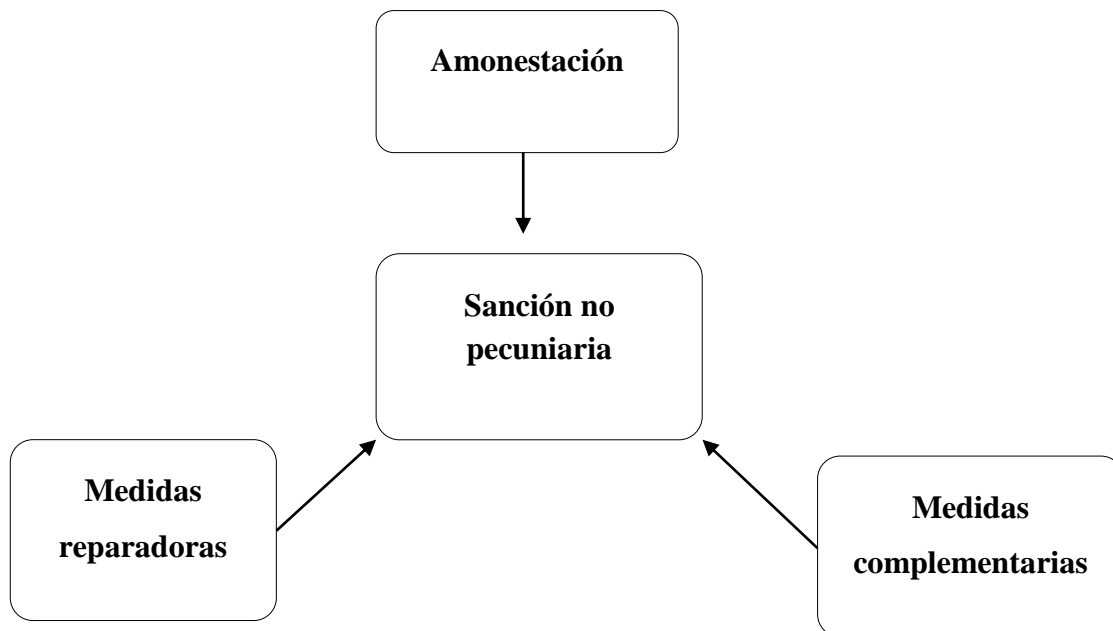 Amonestación
Sanción no
pecuniaria
Medidas
reparadoras
Medidas
complementarias